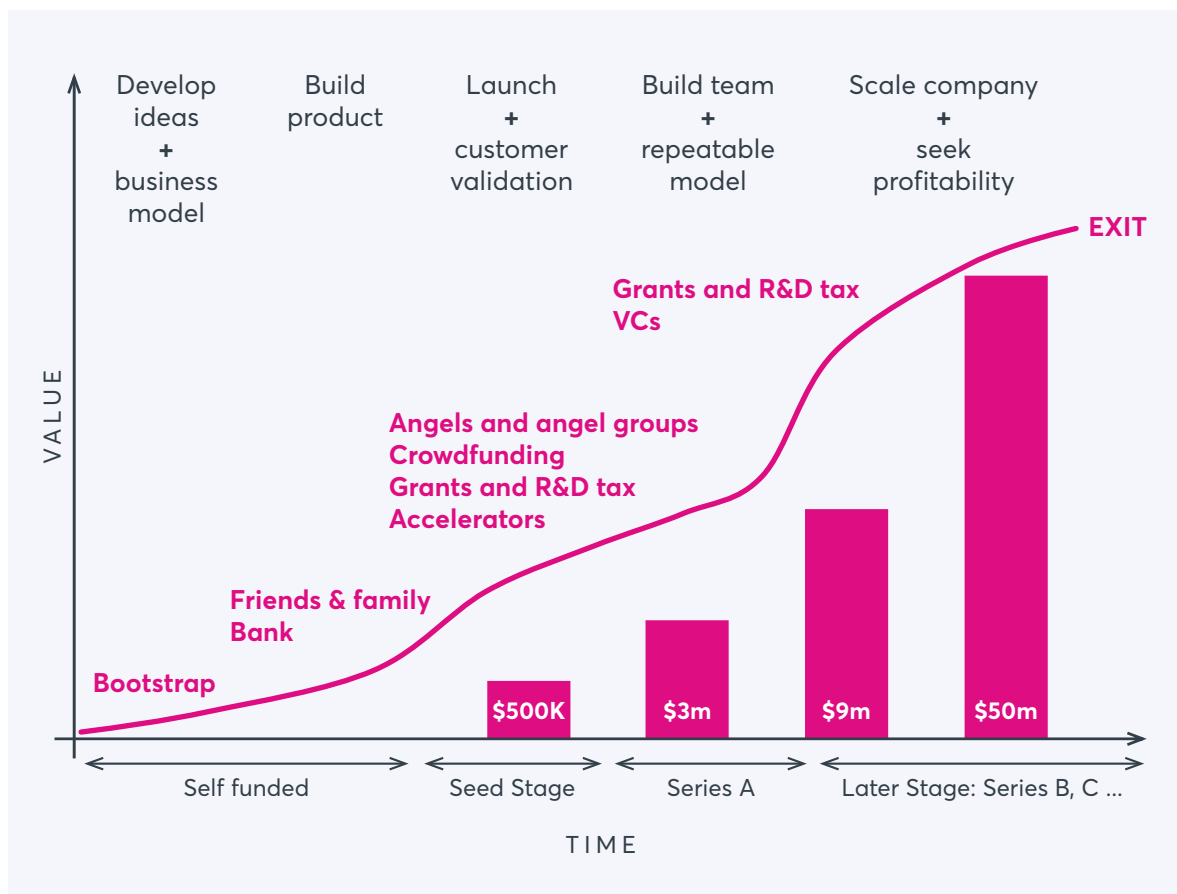 Develop
ideas
+
business
model
Build
product
Launch
+
customer
validation
Build team
+
repeatable
model
Scale company
+
seek
profitability
EXIT
Grants and R&D tax
VCs
VALUE
Angels and angel groups
Crowdfunding
Grants and R&D tax
Accelerators
Friends & family
Bank
Bootstrap
$500K
$3m
$9m
$50m
Self funded
Seed Stage
Series A
Later Stage: Series B, C ...
TIME